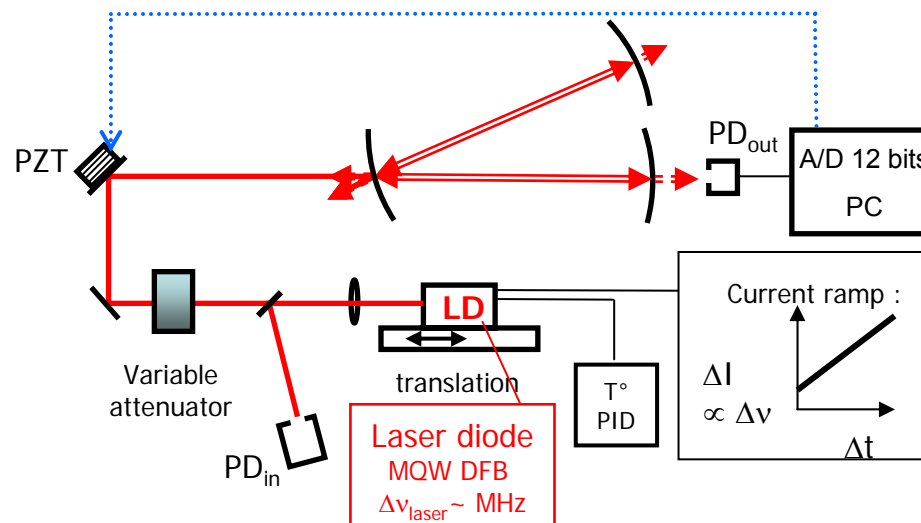 PZT
PD_out
A/D 12 bits
PC
LD
Current ramp :
Variable
attenuator
translation
T°
PID
ΔI
∝ Δν
Δt
PD_in
Laser diode
MQW DFB
Δν_laser ~ MHz